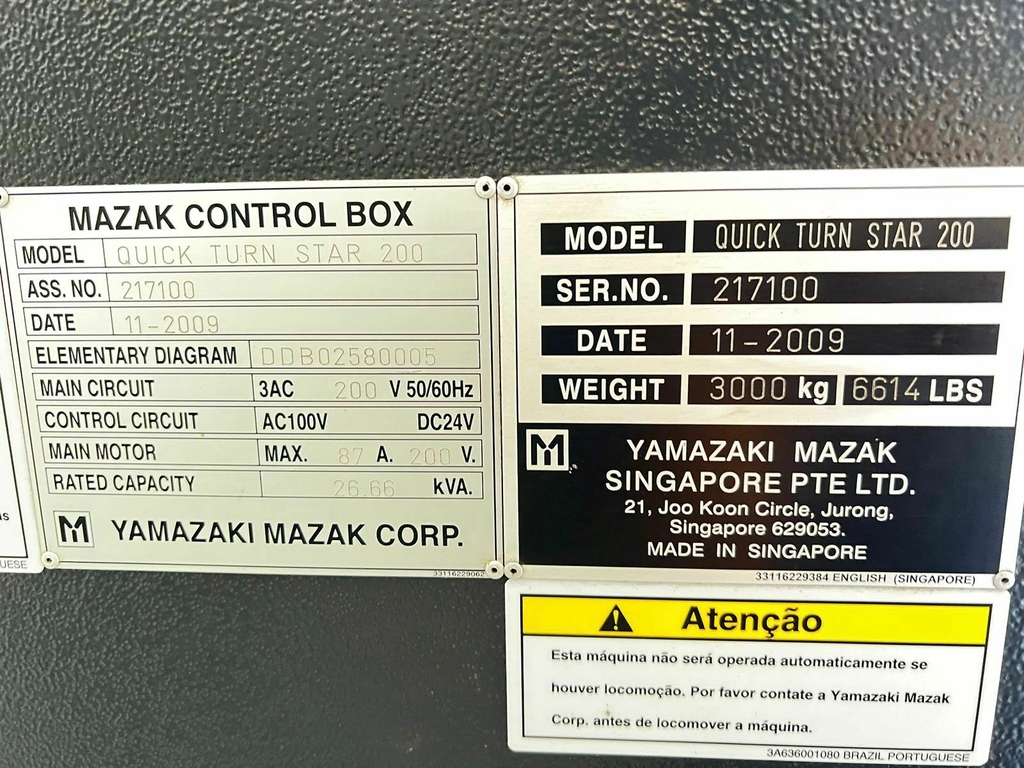 MAZAK CONTROL BOX
MODEL QUICK TURN STAR 200
ASS. NO. 217100
DATE 11-2009
ELEMENTARY DIAGRAM DDB02580005
MAIN CIRCUIT 3AC 200 V 50/60Hz
CONTROL CIRCUIT AC100V DC24V
MAIN MOTOR MAX. 87 A. 200 V.
RATED CAPACITY 26.66 kVA.
YAMAZAKI MAZAK CORP.
33116229062
MODEL QUICK TURN STAR 200
SER.NO. 217100
DATE 11-2009
WEIGHT 3000 kg 6614 LBS
YAMAZAKI MAZAK
SINGAPORE PTE LTD.
21, Joo Koon Circle, Jurong,
Singapore 629053.
MADE IN SINGAPORE
33116229384 ENGLISH (SINGAPORE)
Atenção
Esta máquina não será operada automaticamente se
houver locomoção. Por favor contate a Yamazaki Mazak
Corp. antes de locomover a máquina.
3A636001080 BRAZIL PORTUGUESE